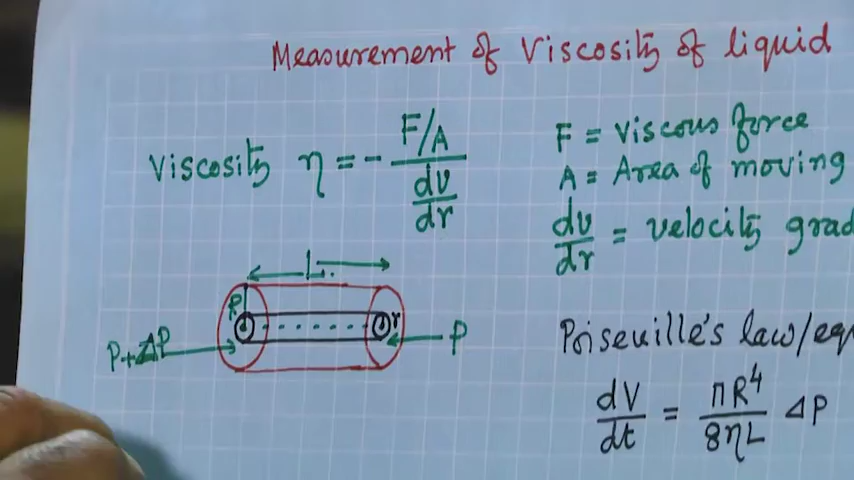 Measurement of Viscosity of liquid
Viscosity η = - F/A / dv/dr
F = Viscous force
A = Area of moving
dv/dr = velocity grad
L
R
r
P+ΔP
P
Poiseuille's law/equ
dV/dt = πR⁴/8ηL ΔP